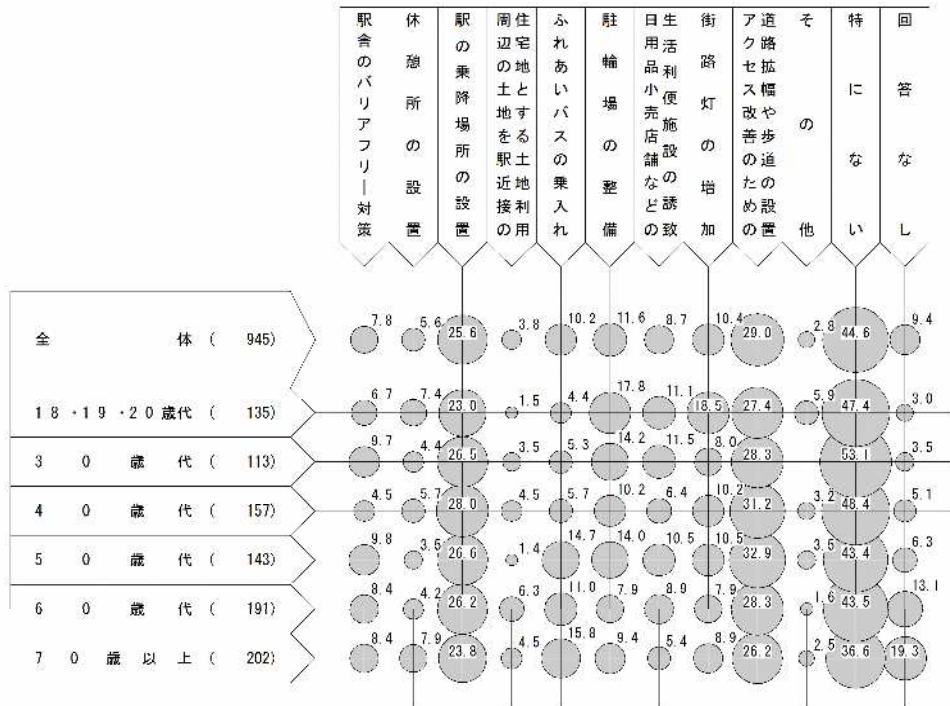 駅舎のバリアフリー対策
休憩所の設置
駅の乗降場所の設置
周辺の土地を駅近接の
住宅地とする土地利用
ふれあいバスの乗入れ
駐輪場の整備
日用品小売店舗などの
生活利便施設の誘致
街路灯の増加
アクセス改善のための
道路拡幅や歩道の設置
その他
特にない
回答なし
全体 ( 945) 7.8 5.6 25.6 3.8 10.2 11.6 8.7 10.4 29.0 2.8 44.6 9.4
18・19・20歳代 ( 135) 6.7 7.4 23.0 1.5 4.4 17.8 11.1 18.5 27.4 5.9 47.4 3.0
30歳代 ( 113) 9.7 4.4 26.5 3.5 5.3 14.2 11.5 8.0 28.3 53.1 3.5
40歳代 ( 157) 4.5 5.7 28.0 4.5 5.7 10.2 6.4 10.2 31.2 3.2 48.4 5.1
50歳代 ( 143) 9.8 3.5 26.6 1.4 14.7 14.0 10.5 10.5 32.9 3.5 43.4 6.3
60歳代 ( 191) 8.4 4.2 26.2 6.3 11.0 7.9 8.9 7.9 28.3 1.6 43.5 13.1
70歳以上 ( 202) 8.4 7.9 23.8 4.5 15.8 9.4 5.4 8.9 26.2 2.5 36.6 19.3